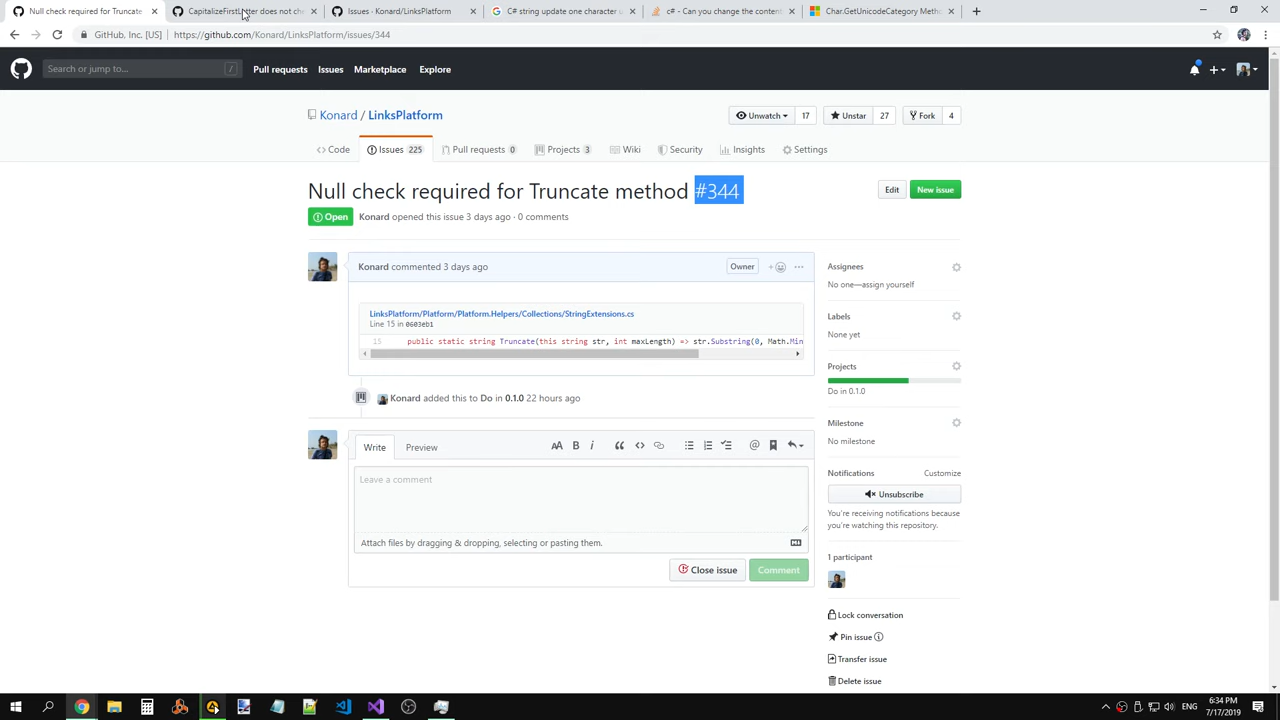 Null check required for Truncate
CapitalizeFirstLetter does not che
Issues · Konard/LinksPlatform
C# string update one character u
c# - Can you change the content
Char.GetUnicodeCategory Metho
GitHub, Inc. [US]
https://github.com/Konard/LinksPlatform/issues/344
Search or jump to...
/
Pull requests
Issues
Marketplace
Explore
Konard / LinksPlatform
Unwatch 17
Unstar 27
Fork 4
Code
Issues 225
Pull requests 0
Projects 3
Wiki
Security
Insights
Settings
Null check required for Truncate method #344
Edit
New issue
Open
Konard opened this issue 3 days ago · 0 comments
Konard commented 3 days ago
Owner
LinksPlatform/Platform/Platform.Helpers/Collections/StringExtensions.cs
Line 15 in 0603eb1
15 public static string Truncate(this string str, int maxLength) => str.Substring(0, Math.Min
Konard added this to Do in 0.1.0 22 hours ago
Write
Preview
Leave a comment
Attach files by dragging & dropping, selecting or pasting them.
Close issue
Comment
Assignees
No one—assign yourself
Labels
None yet
Projects
Do in 0.1.0
Milestone
No milestone
Notifications
Customize
Unsubscribe
You're receiving notifications because
you're watching this repository.
1 participant
Lock conversation
Pin issue
Transfer issue
Delete issue
ENG
6:34 PM
7/17/2019